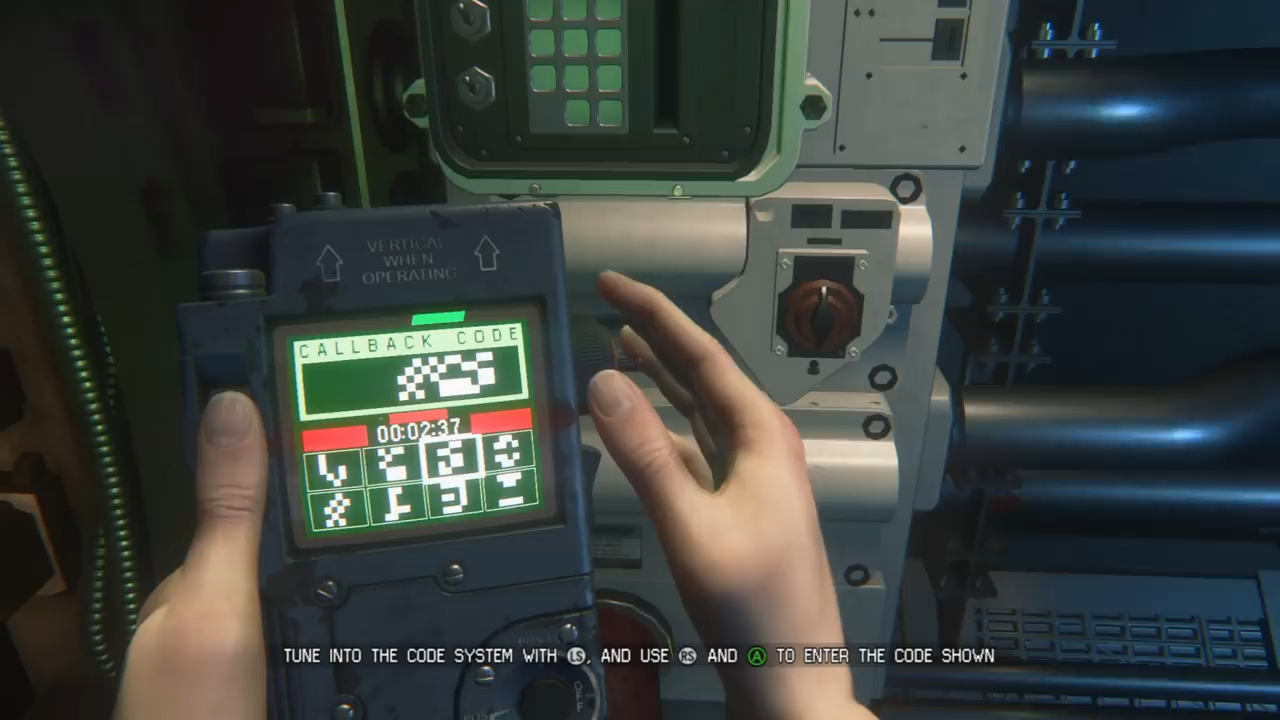 VERTICAL
WHEN
OPERATING
CALLBACK CODE
00:02:37
OFF
TUNE INTO THE CODE SYSTEM WITH LS, AND USE RS AND A TO ENTER THE CODE SHOWN